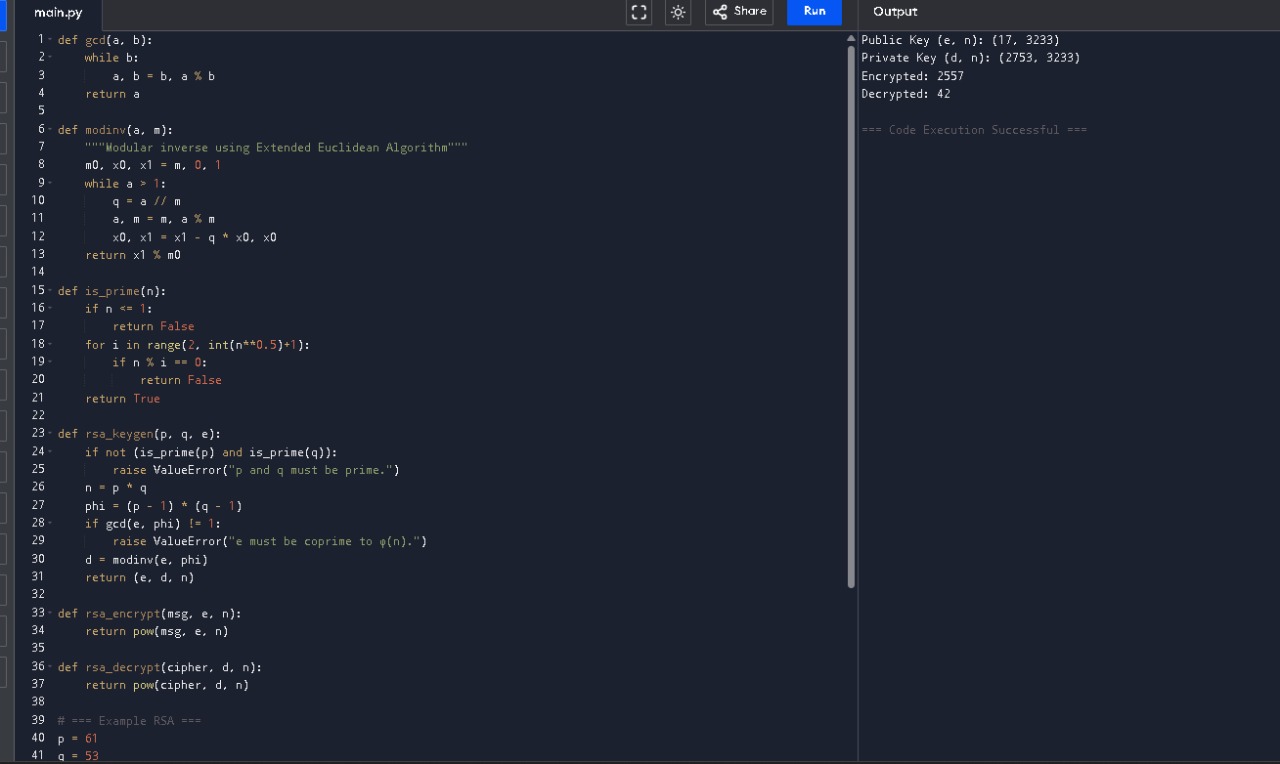 main.py
Share
Run
Output
1 def gcd(a, b):
2     while b:
3         a, b = b, a % b
4     return a
5
6 def modinv(a, m):
7     """Modular inverse using Extended Euclidean Algorithm"""
8     m0, x0, x1 = m, 0, 1
9     while a > 1:
10         q = a // m
11         a, m = m, a % m
12         x0, x1 = x1 - q * x0, x0
13     return x1 % m0
14
15 def is_prime(n):
16     if n <= 1:
17         return False
18     for i in range(2, int(n**0.5)+1):
19         if n % i == 0:
20             return False
21     return True
22
23 def rsa_keygen(p, q, e):
24     if not (is_prime(p) and is_prime(q)):
25         raise ValueError("p and q must be prime.")
26     n = p * q
27     phi = (p - 1) * (q - 1)
28     if gcd(e, phi) != 1:
29         raise ValueError("e must be coprime to φ(n).")
30     d = modinv(e, phi)
31     return (e, d, n)
32
33 def rsa_encrypt(msg, e, n):
34     return pow(msg, e, n)
35
36 def rsa_decrypt(cipher, d, n):
37     return pow(cipher, d, n)
38
39 # === Example RSA ===
40 p = 61
41 q = 53
Public Key (e, n): (17, 3233)
Private Key (d, n): (2753, 3233)
Encrypted: 2557
Decrypted: 42
=== Code Execution Successful ===